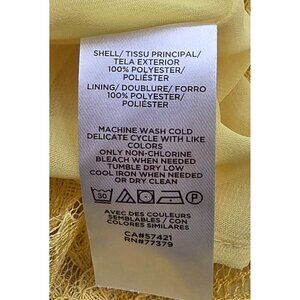 SHELL/ TISSU PRINCIPAL/
TELA EXTERIOR
100% POLYESTER/
POLIÉSTER
LINING/ DOUBLURE/ FORRO
100% POLYESTER/
POLIÉSTER
MACHINE WASH COLD
DELICATE CYCLE WITH LIKE
COLORS
ONLY NON-CHLORINE
BLEACH WHEN NEEDED
TUMBLE DRY LOW
COOL IRON WHEN NEEDED
OR DRY CLEAN
30 P
AVEC DES COULEURS
SEMBLABLES / CON
COLORES SIMILARES
CA#57421
RN#77379